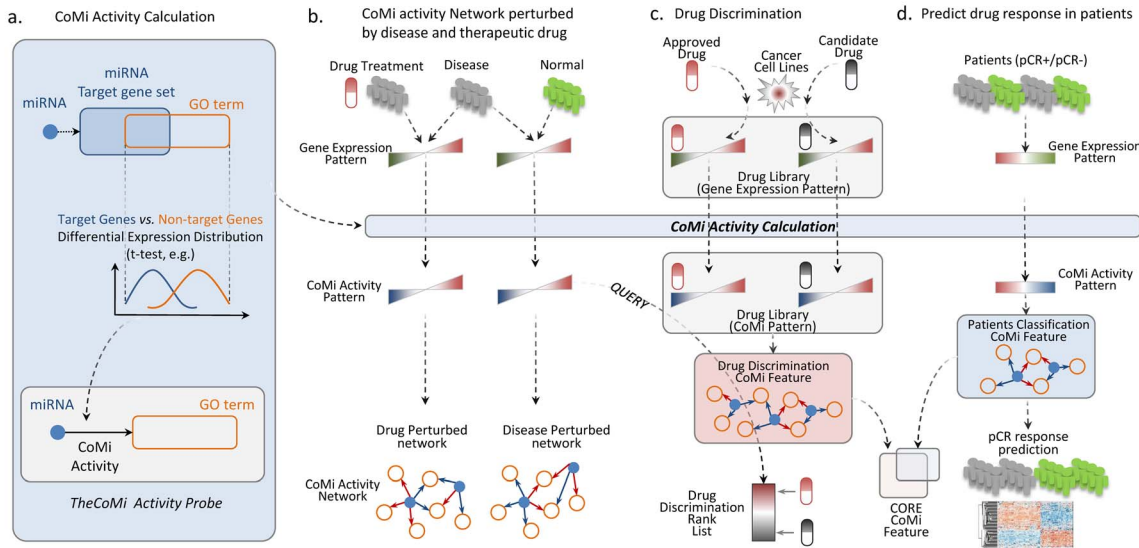 a. CoMi Activity Calculation
miRNA
Target gene set
miRNA
GO term
Target Genes vs. Non-target Genes
Differential Expression Distribution
(t-test, e.g.)
miRNA
GO term
CoMi
Activity
TheCoMi Activity Probe
b. CoMi activity Network perturbed
by disease and therapeutic drug
Drug Treatment
Disease
Normal
Gene Expression
Pattern
CoMi Activity Calculation
CoMi Activity
Pattern
QUERY
Drug Perturbed
network
Disease Perturbed
network
CoMi Activity
Network
c. Drug Discrimination
Approved
Drug
Cancer
Cell Lines
Candidate
Drug
Drug Library
(Gene Expression Pattern)
Drug Library
(CoMi Pattern)
Drug Discrimination
CoMi Feature
Drug
Discrimination
Rank
List
CORE
CoMi
Feature
d. Predict drug response in patients
Patients (pCR+/pCR-)
Gene Expression
Pattern
CoMi Activity
Pattern
Patients Classification
CoMi Feature
pCR response
prediction